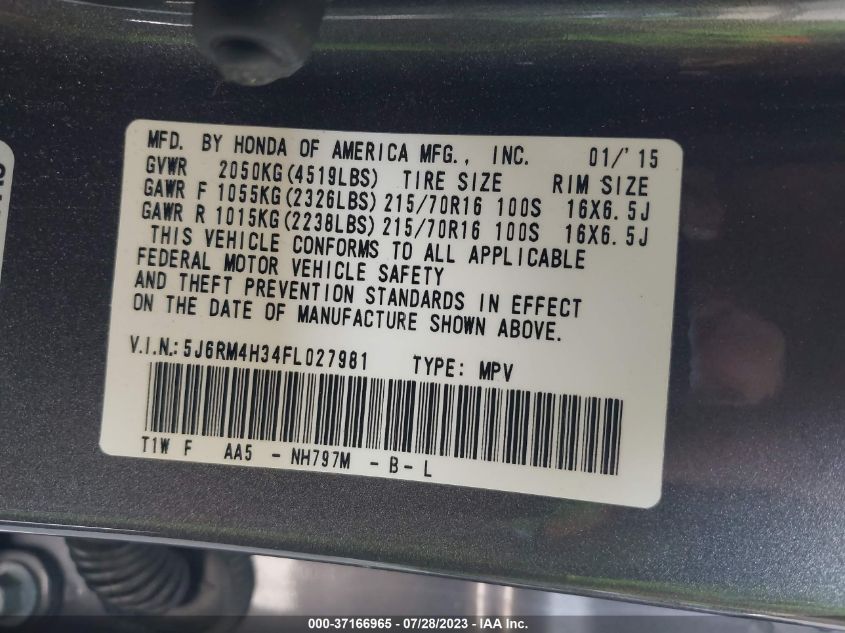 MFD. BY HONDA OF AMERICA MFG., INC. 01/'15
GVWR 2050KG(4519LBS) TIRE SIZE RIM SIZE
GAWR F 1055KG(2326LBS) 215/70R16 100S 16X6.5J
GAWR R 1015KG(2238LBS) 215/70R16 100S 16X6.5J
THIS VEHICLE CONFORMS TO ALL APPLICABLE
FEDERAL MOTOR VEHICLE SAFETY
AND THEFT PREVENTION STANDARDS IN EFFECT
ON THE DATE OF MANUFACTURE SHOWN ABOVE.
V.I.N.: 5J6RM4H34FL027981 TYPE: MPV
T1W F AA5 - NH797M - B - L
000-37166965 / 07/28/2023 - IAA Inc.